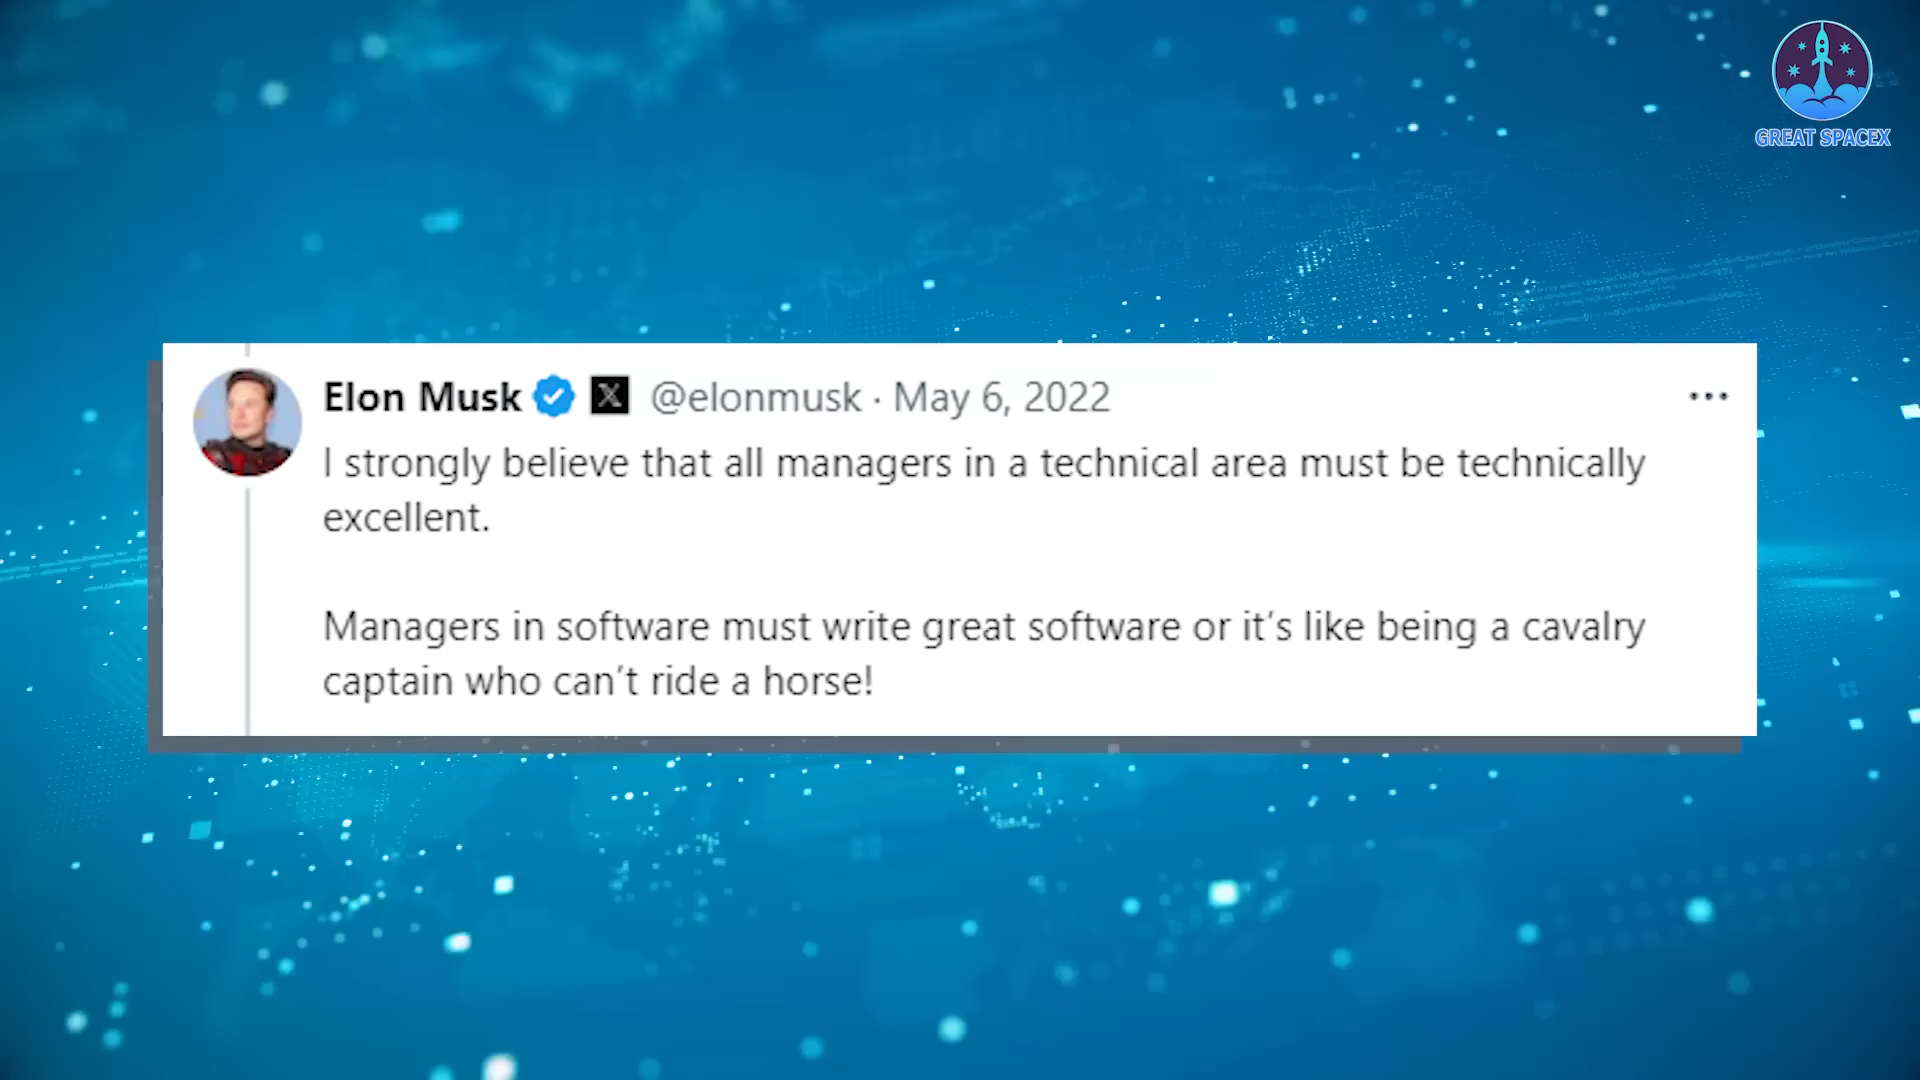 GREAT SPACEX
Elon Musk X @elonmusk · May 6, 2022 ...
I strongly believe that all managers in a technical area must be technically
excellent.
Managers in software must write great software or it’s like being a cavalry
captain who can’t ride a horse!